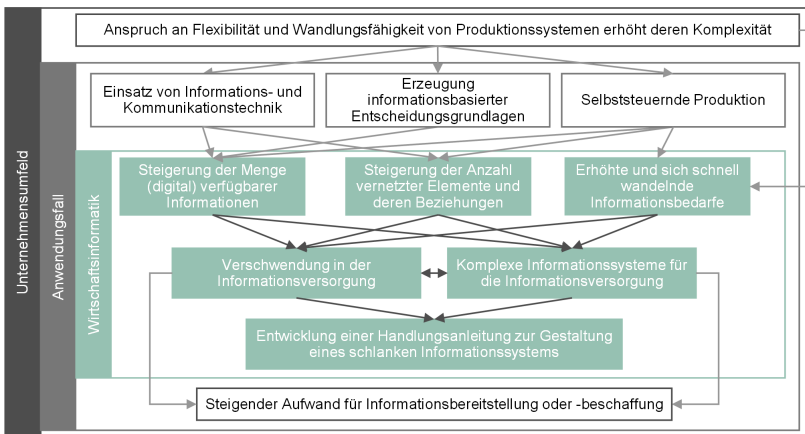 Anspruch an Flexibilität und Wandlungsfähigkeit von Produktionssystemen erhöht deren Komplexität
Unternehmensumfeld
Anwendungsfall
Wirtschaftsinformatik
Einsatz von Informations- und
Kommunikationstechnik
Erzeugung
informationsbasierter
Entscheidungsgrundlagen
Selbststeuernde Produktion
Steigerung der Menge
(digital) verfügbarer
Informationen
Steigerung der Anzahl
vernetzter Elemente und
deren Beziehungen
Erhöhte und sich schnell
wandelnde
Informationsbedarfe
Verschwendung in der
Informationsversorgung
Komplexe Informationssysteme für
die Informationsversorgung
Entwicklung einer Handlungsanleitung zur Gestaltung
eines schlanken Informationssystems
Steigender Aufwand für Informationsbereitstellung oder -beschaffung